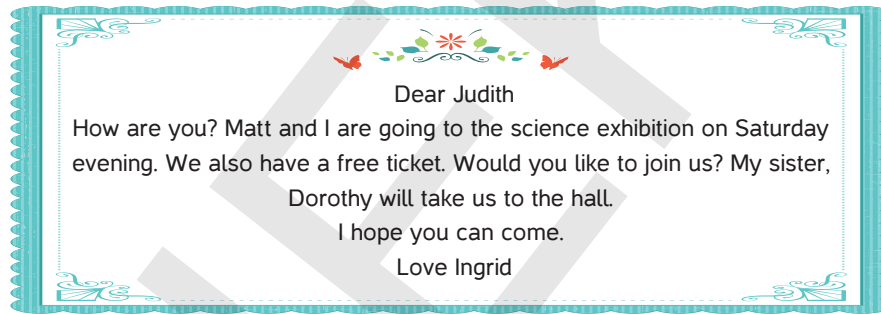 Dear Judith
How are you? Matt and I are going to the science exhibition on Saturday
evening. We also have a free ticket. Would you like to join us? My sister,
Dorothy will take us to the hall.
I hope you can come.
Love Ingrid